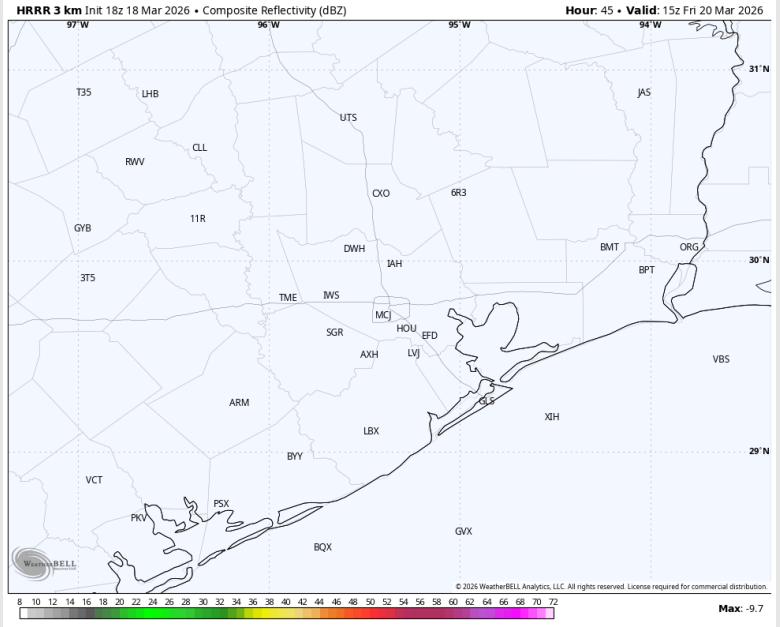 HRRR 3 km Init 18z 18 Mar 2026 • Composite Reflectivity (dBZ) Hour: 45 • Valid: 15z Fri 20 Mar 2026
97°W 96°W 95°W 94°W
31°N
T35 LHB JAS
UTS
CLL
RWV
CXO 6R3
11R
GYB
DWH BMT ORG
30°N
IAH
BPT
3T5
TME IWS
MCJ
HOU
SGR EFD
AXH LVJ
VBS
ARM GLS
XIH
LBX
29°N
BYY
VCT
PSX
PKV
GVX
BQX
WEATHERBELL
© 2026 WeatherBELL Analytics, LLC. All rights reserved. License required for commercial distribution.
8 10 12 14 16 18 20 22 24 26 28 30 32 34 36 38 40 42 44 46 48 50 52 54 56 58 60 62 64 66 68 70 72 Max: -9.7